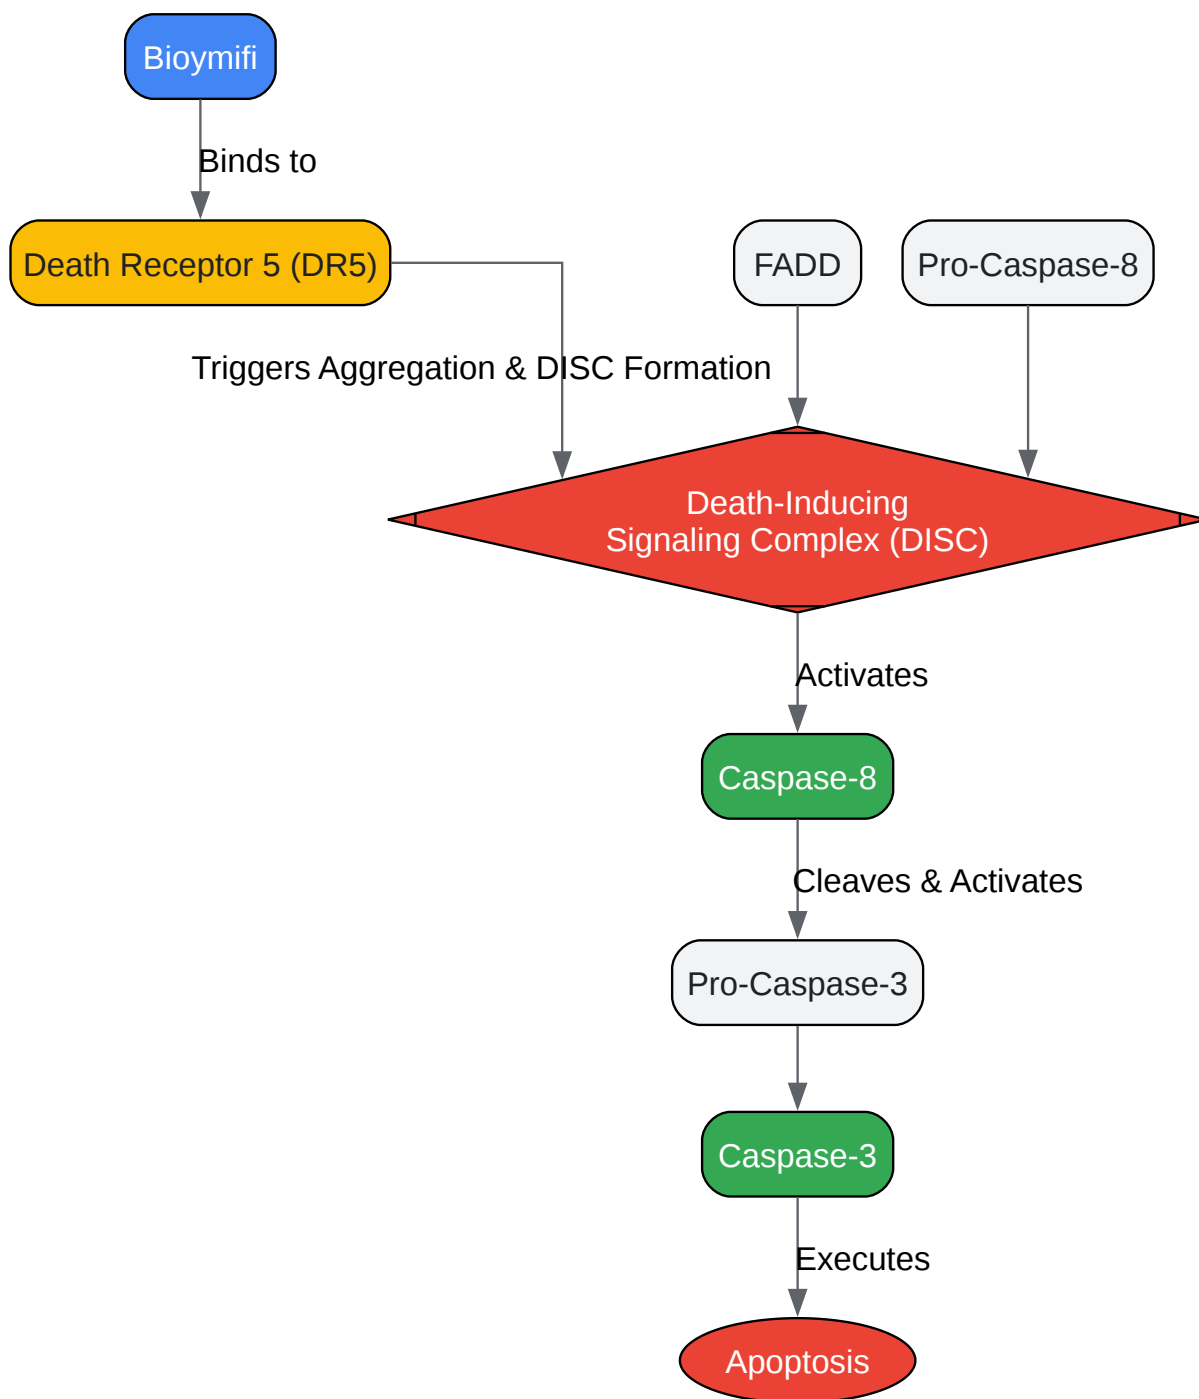 Bioymifi
Binds to
Death Receptor 5 (DR5)
FADD
Pro-Caspase-8
Triggers Aggregation & DISC Formation
Death-Inducing
Signaling Complex (DISC)
Activates
Caspase-8
Cleaves & Activates
Pro-Caspase-3
Caspase-3
Executes
Apoptosis